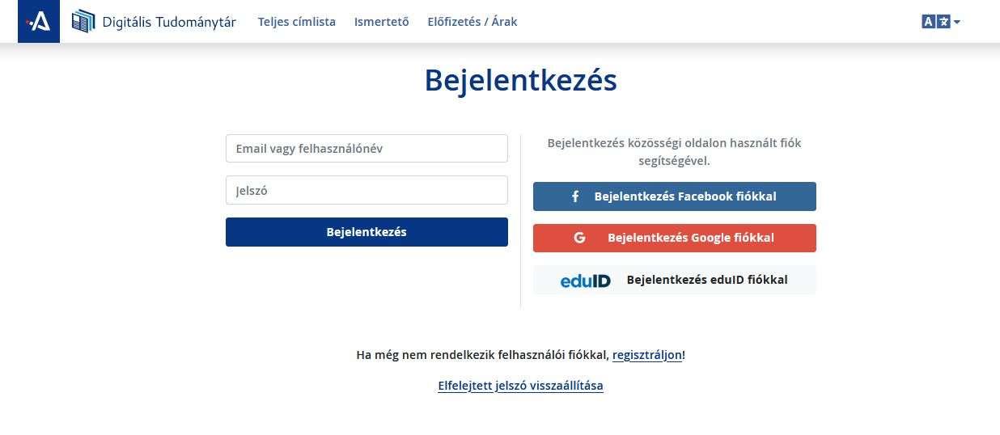 Digitális Tudománytár
Teljes címlista
Ismertető
Előfizetés / Árak
Bejelentkezés
Email vagy felhasználónév
Jelszó
Bejelentkezés
Bejelentkezés közösségi oldalon használt fiók
segítségével.
Bejelentkezés Facebook fiókkal
Bejelentkezés Google fiókkal
eduID Bejelentkezés eduID fiókkal
Ha még nem rendelkezik felhasználói fiókkal, regisztráljon!
Elfelejtett jelszó visszaállítása